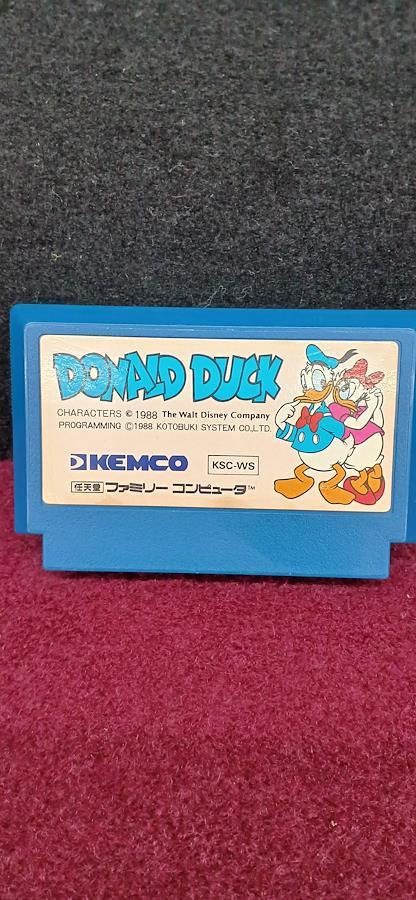 DONALD DUCK
CHARACTERS © 1988 The Walt Disney Company
PROGRAMMING ©1988 KOTOBUKI SYSTEM CO.,LTD.
KEMCO KSC-WS
任天堂 ファミリー コンピュータ™